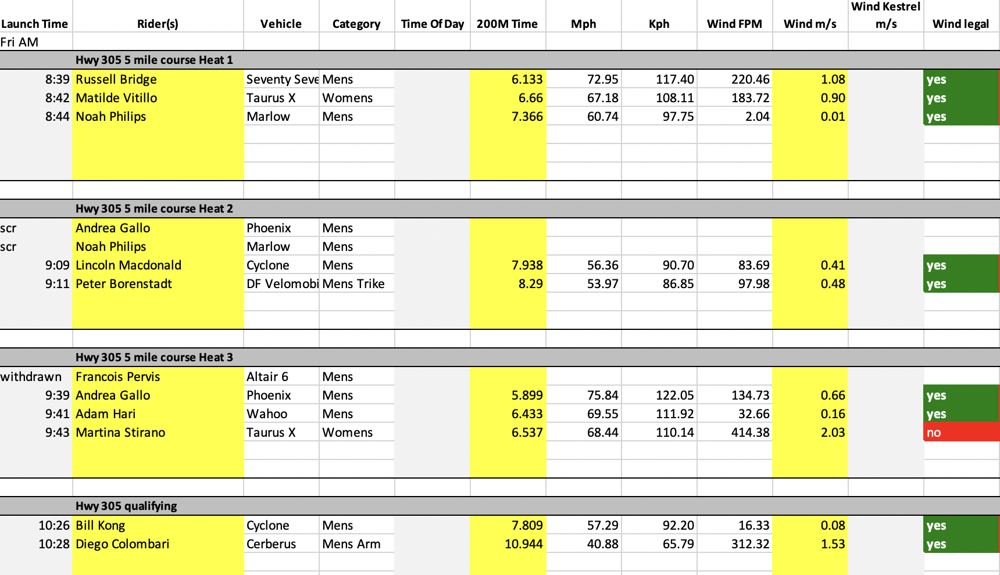 Launch Time Rider(s) Vehicle Category Time Of Day 200M Time Mph Kph Wind FPM Wind m/s Wind Kestrel m/s Wind legal
Fri AM
Hwy 305 5 mile course Heat 1
8:39 Russell Bridge Seventy Seve Mens 6.133 72.95 117.40 220.46 1.08 yes
8:42 Matilde Vitillo Taurus X Womens 6.66 67.18 108.11 183.72 0.90 yes
8:44 Noah Philips Marlow Mens 7.366 60.74 97.75 2.04 0.01 yes
Hwy 305 5 mile course Heat 2
scr Andrea Gallo Phoenix Mens
scr Noah Philips Marlow Mens
9:09 Lincoln Macdonald Cyclone Mens 7.938 56.36 90.70 83.69 0.41 yes
9:11 Peter Borenstadt DF Velomobi Mens Trike 8.29 53.97 86.85 97.98 0.48 yes
Hwy 305 5 mile course Heat 3
withdrawn Francois Pervis Altair 6 Mens
9:39 Andrea Gallo Phoenix Mens 5.899 75.84 122.05 134.73 0.66 yes
9:41 Adam Hari Wahoo Mens 6.433 69.55 111.92 32.66 0.16 yes
9:43 Martina Stirano Taurus X Womens 6.537 68.44 110.14 414.38 2.03 no
Hwy 305 qualifying
10:26 Bill Kong Cyclone Mens 7.809 57.29 92.20 16.33 0.08 yes
10:28 Diego Colombari Cerberus Mens Arm 10.944 40.88 65.79 312.32 1.53 yes